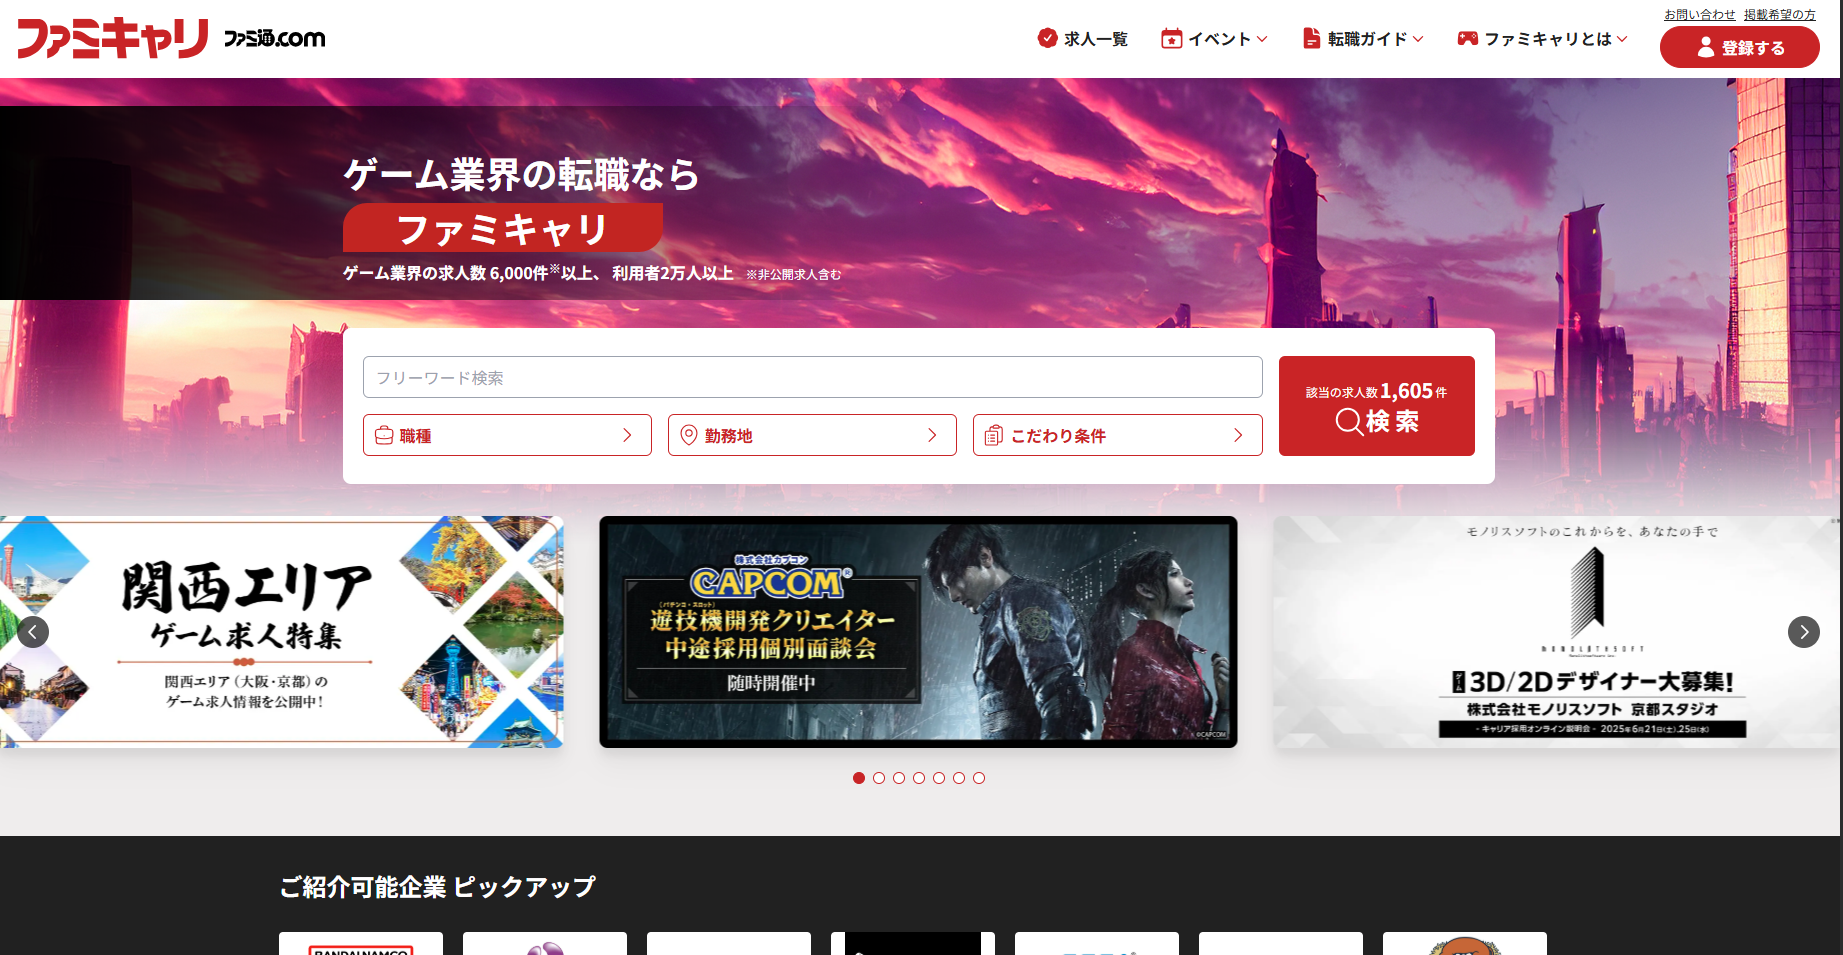 ファミキャリ ファミ通.com
求人一覧 イベント 転職ガイド ファミキャリとは
お問い合わせ 掲載希望の方
登録する
ゲーム業界の転職なら
ファミキャリ
ゲーム業界の求人数 6,000件※以上、 利用者2万人以上 ※非公開求人含む
フリーワード検索
職種 勤務地 こだわり条件
該当の求人数 1,605 件
検索
関西エリア
ゲーム求人特集
関西エリア(大阪・京都)の
ゲーム求人情報を公開中!
株式会社カプコン
CAPCOM®
(パチンコ・スロット)
遊技機開発クリエイター
中途採用個別面談会
随時開催中
©CAPCOM
モノリスソフトのこれからを、あなたの手で
MONOLITHSOFT
ゲーム 3D/2Dデザイナー大募集!
株式会社モノリスソフト 京都スタジオ
- キャリア採用オンライン説明会 - 2025年6月21日(土).25日(水)
ご紹介可能企業 ピックアップ
BANDAI NAMCO